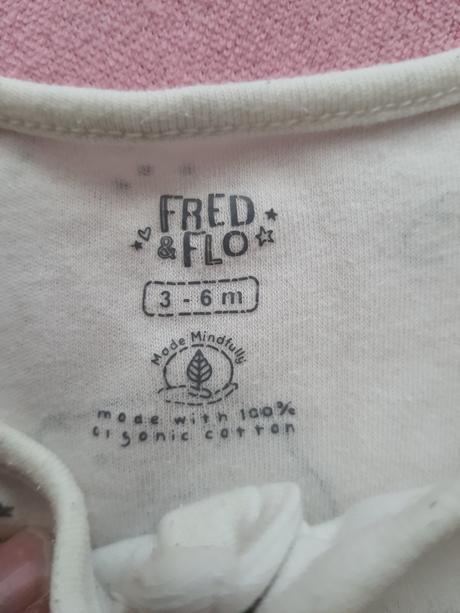 FRED
& FLO
3 - 6 m
Made Mindfully
made with 100%
organic cotton